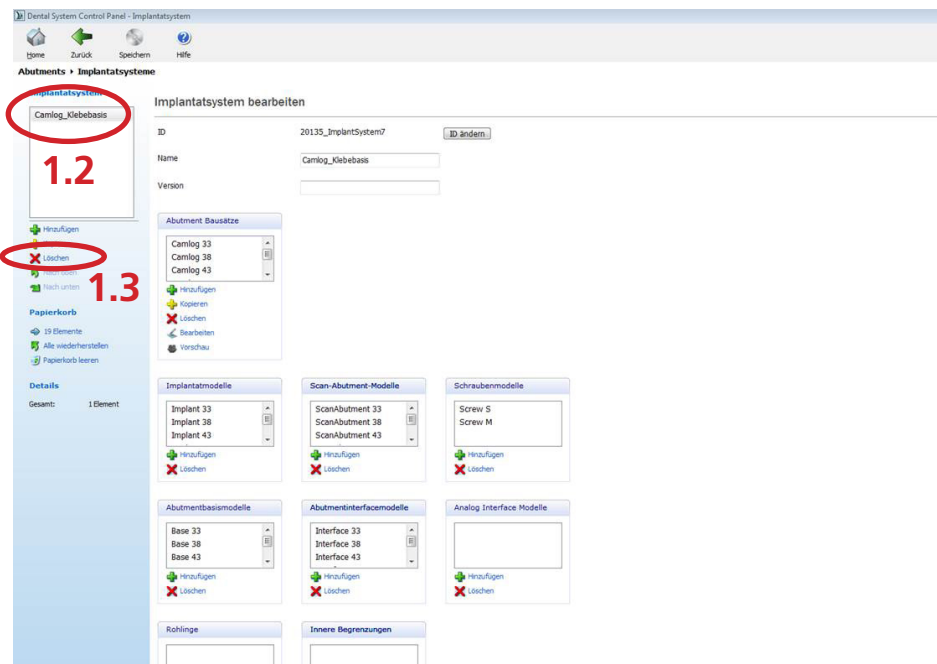 Dental System Control Panel - Implantatsystem
Home Zurück Speichern Hilfe
Abutments › Implantatsysteme
Implantatsystem
Camlog_Klebebasis
1.2
Hinzufügen
Löschen
1.3
Nach oben
Nach unten
Papierkorb
19 Elemente
Alle wiederherstellen
Papierkorb leeren
Details
Gesamt: 1 Element
Implantatsystem bearbeiten
ID 20135_ImplantSystem7 ID ändern
Name Camlog_Klebebasis
Version
Abutment Bausätze
Camlog 33
Camlog 38
Camlog 43
Hinzufügen
Kopieren
Löschen
Bearbeiten
Vorschau
Implantatmodelle
Implant 33
Implant 38
Implant 43
Hinzufügen
Löschen
Scan-Abutment-Modelle
ScanAbutment 33
ScanAbutment 38
ScanAbutment 43
Hinzufügen
Löschen
Schraubenmodelle
Screw S
Screw M
Hinzufügen
Löschen
Abutmentbasismodelle
Base 33
Base 38
Base 43
Hinzufügen
Löschen
Abutmentinterfacemodelle
Interface 33
Interface 38
Interface 43
Hinzufügen
Löschen
Analog Interface Modelle
Hinzufügen
Löschen
Rohlinge
Innere Begrenzungen